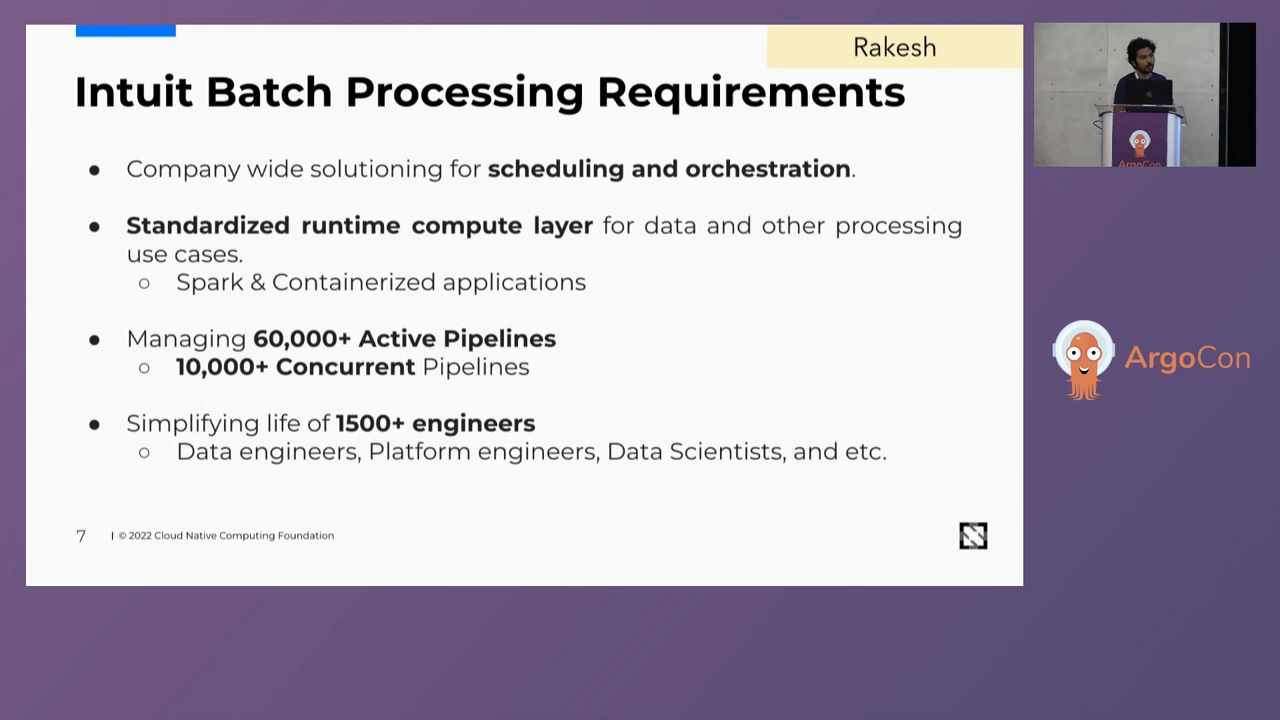 Rakesh
Intuit Batch Processing Requirements
● Company wide solutioning for scheduling and orchestration.
● Standardized runtime compute layer for data and other processing
use cases.
○ Spark & Containerized applications
● Managing 60,000+ Active Pipelines
○ 10,000+ Concurrent Pipelines
● Simplifying life of 1500+ engineers
○ Data engineers, Platform engineers, Data Scientists, and etc.
7 | © 2022 Cloud Native Computing Foundation
ArgoCon
ArgoCon